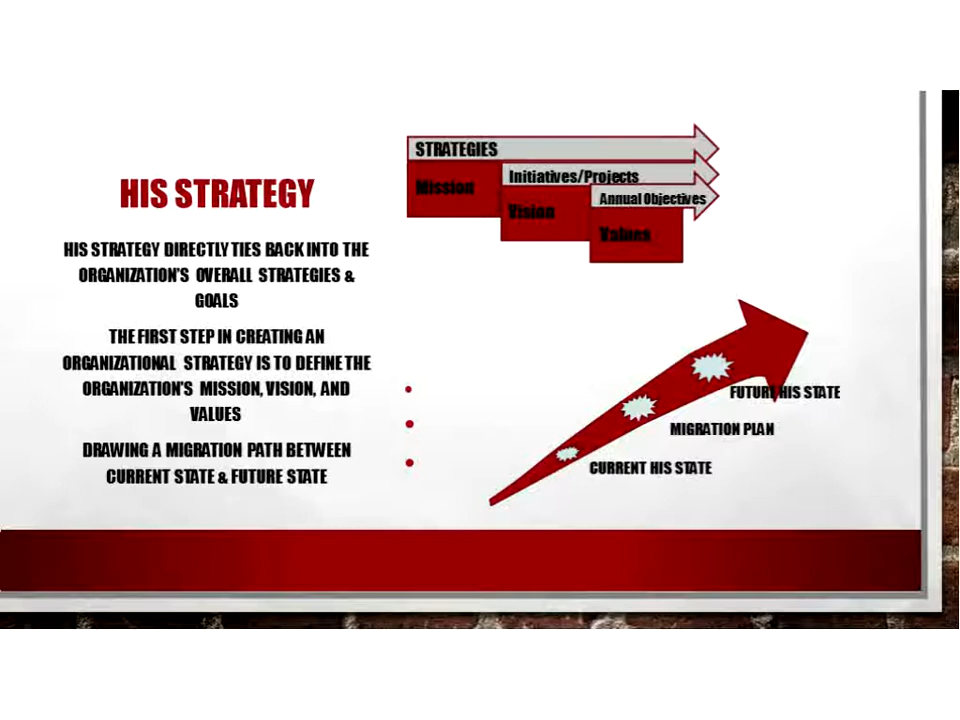 HIS STRATEGY
HIS STRATEGY DIRECTLY TIES BACK INTO THE
ORGANIZATION'S OVERALL STRATEGIES &
GOALS
THE FIRST STEP IN CREATING AN
ORGANIZATIONAL STRATEGY IS TO DEFINE THE
ORGANIZATION'S MISSION, VISION, AND
VALUES
DRAWING A MIGRATION PATH BETWEEN
CURRENT STATE & FUTURE STATE
STRATEGIES
Mission
Initiatives/Projects
Vision
Annual Objectives
Values
FUTURE HIS STATE
MIGRATION PLAN
CURRENT HIS STATE